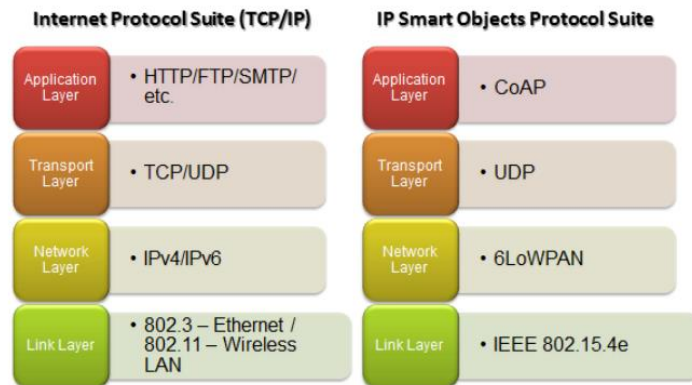 Internet Protocol Suite (TCP/IP)
Application
Layer
• HTTP/FTP/SMTP/
etc.
Transport
Layer
• TCP/UDP
Network
Layer
• IPv4/IPv6
Link Layer
• 802.3 – Ethernet /
802.11 – Wireless
LAN
IP Smart Objects Protocol Suite
Application
Layer
• CoAP
Transport
Layer
• UDP
Network
Layer
• 6LoWPAN
Link Layer
• IEEE 802.15.4e